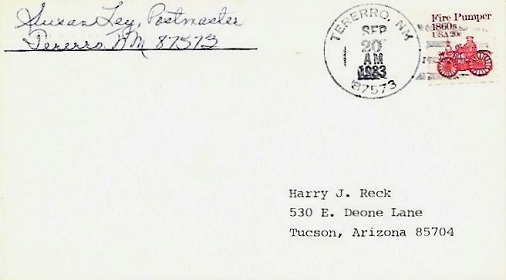 Susan Ley, Postmaster
Tererro, NM 87573
TERERRO, NM
SEP
20
AM
1983
87573
Fire Pumper
1860s
USA 20c
Harry J. Reck
530 E. Deone Lane
Tucson, Arizona 85704